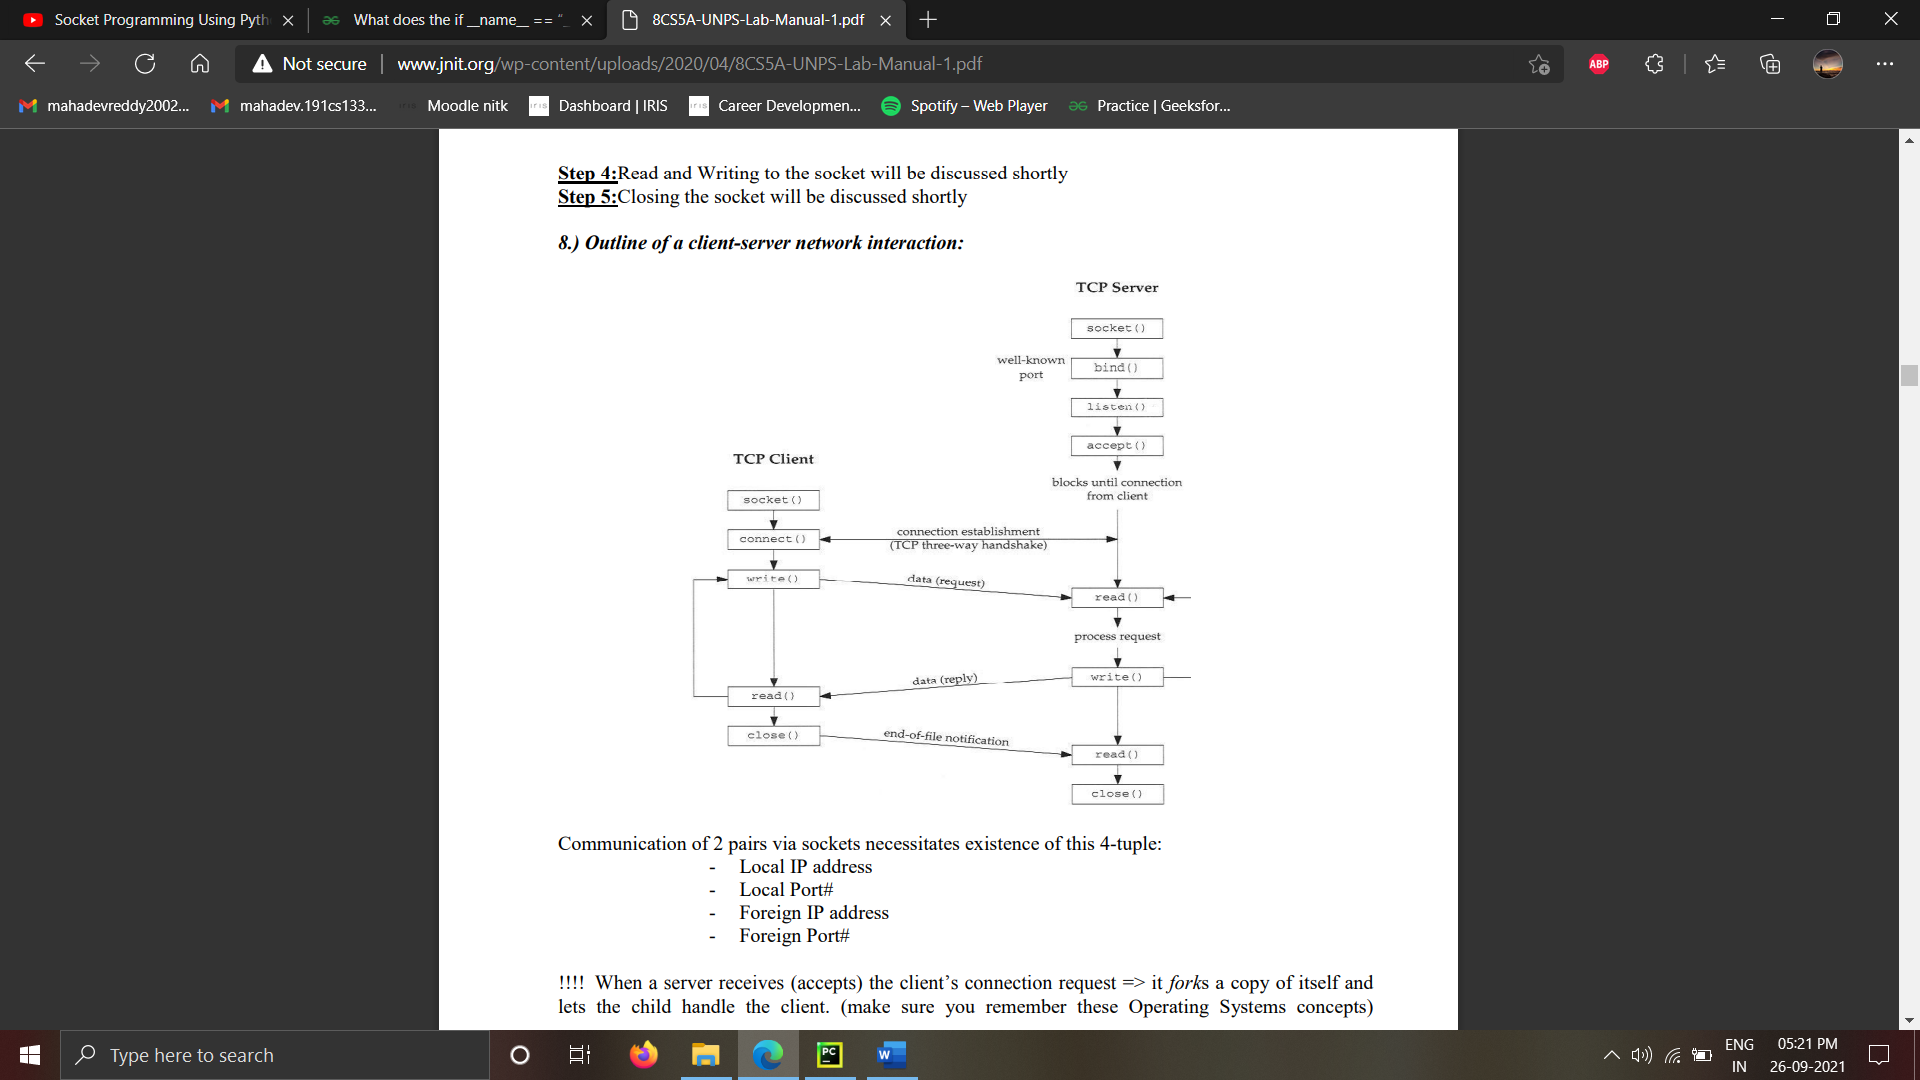 Socket Programming Using Pyth
What does the if __name__ == "_
8CS5A-UNPS-Lab-Manual-1.pdf
Not secure
www.jnit.org/wp-content/uploads/2020/04/8CS5A-UNPS-Lab-Manual-1.pdf
ABP
mahadevreddy2002...
mahadev.191cs133...
Moodle nitk
Dashboard | IRIS
Career Developmen...
Spotify – Web Player
Practice | Geeksfor...
Step 4:Read and Writing to the socket will be discussed shortly
Step 5:Closing the socket will be discussed shortly
8.) Outline of a client-server network interaction:
TCP Server
socket()
well-known
port
bind()
listen()
accept()
TCP Client
blocks until connection
from client
socket()
connection establishment
connect()
(TCP three-way handshake)
write()
data (request)
read()
process request
data (reply)
write()
read()
close()
end-of-file notification
read()
close()
Communication of 2 pairs via sockets necessitates existence of this 4-tuple:
- Local IP address
- Local Port#
- Foreign IP address
- Foreign Port#
!!!! When a server receives (accepts) the client’s connection request => it forks a copy of itself and
lets the child handle the client. (make sure you remember these Operating Systems concepts)
Type here to search
PC
W
ENG
IN
05:21 PM
26-09-2021